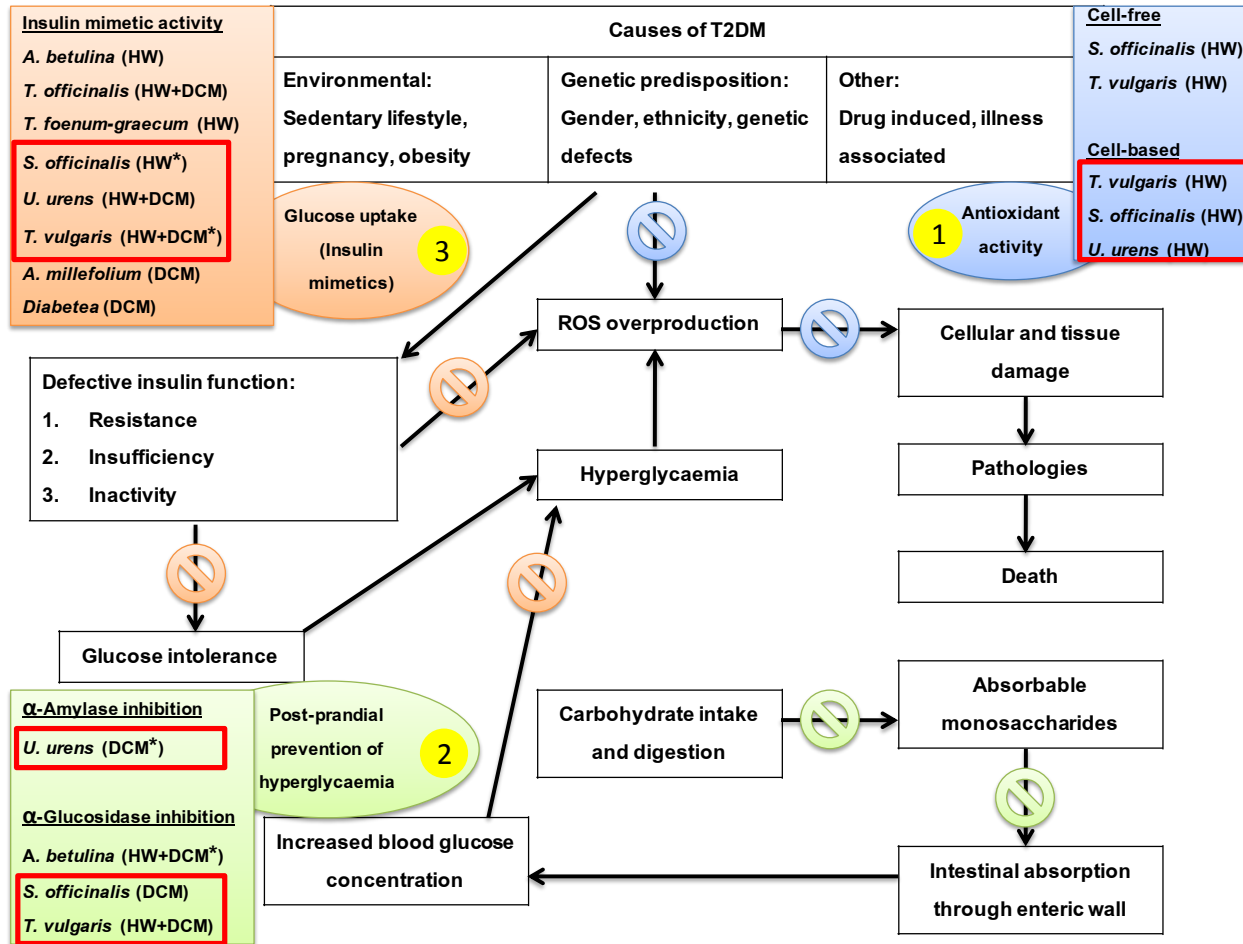 Insulin mimetic activity
A. betulina (HW)
T. officinalis (HW+DCM)
T. foenum-graecum (HW)
S. officinalis (HW*)
U. urens (HW+DCM)
T. vulgaris (HW+DCM*)
A. millefolium (DCM)
Diabetea (DCM)
Causes of T2DM
Environmental:
Sedentary lifestyle,
pregnancy, obesity
Genetic predisposition:
Gender, ethnicity, genetic
defects
Other:
Drug induced, illness
associated
Cell-free
S. officinalis (HW)
T. vulgaris (HW)
Cell-based
T. vulgaris (HW)
S. officinalis (HW)
U. urens (HW)
Glucose uptake
(Insulin
mimetics)
3
1
Antioxidant
activity
ROS overproduction
Cellular and tissue
damage
Defective insulin function:
1. Resistance
2. Insufficiency
3. Inactivity
Hyperglycaemia
Pathologies
Death
Glucose intolerance
α-Amylase inhibition
U. urens (DCM*)
α-Glucosidase inhibition
A. betulina (HW+DCM*)
S. officinalis (DCM)
T. vulgaris (HW+DCM)
Post-prandial
prevention of
hyperglycaemia
2
Carbohydrate intake
and digestion
Absorbable
monosaccharides
Increased blood glucose
concentration
Intestinal absorption
through enteric wall